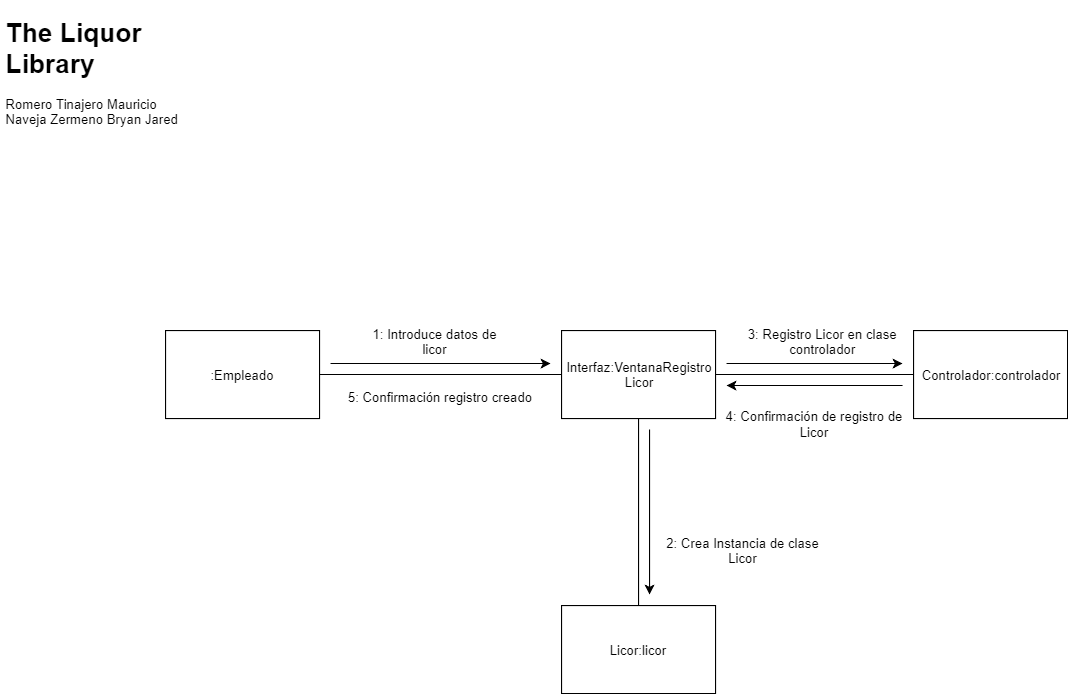 The Liquor
Library
Romero Tinajero Mauricio
Naveja Zermeno Bryan Jared
1: Introduce datos de
licor
3: Registro Licor en clase
controlador
:Empleado
Interfaz:VentanaRegistro
Licor
Controlador:controlador
5: Confirmación registro creado
4: Confirmación de registro de
Licor
2: Crea Instancia de clase
Licor
Licor:licor